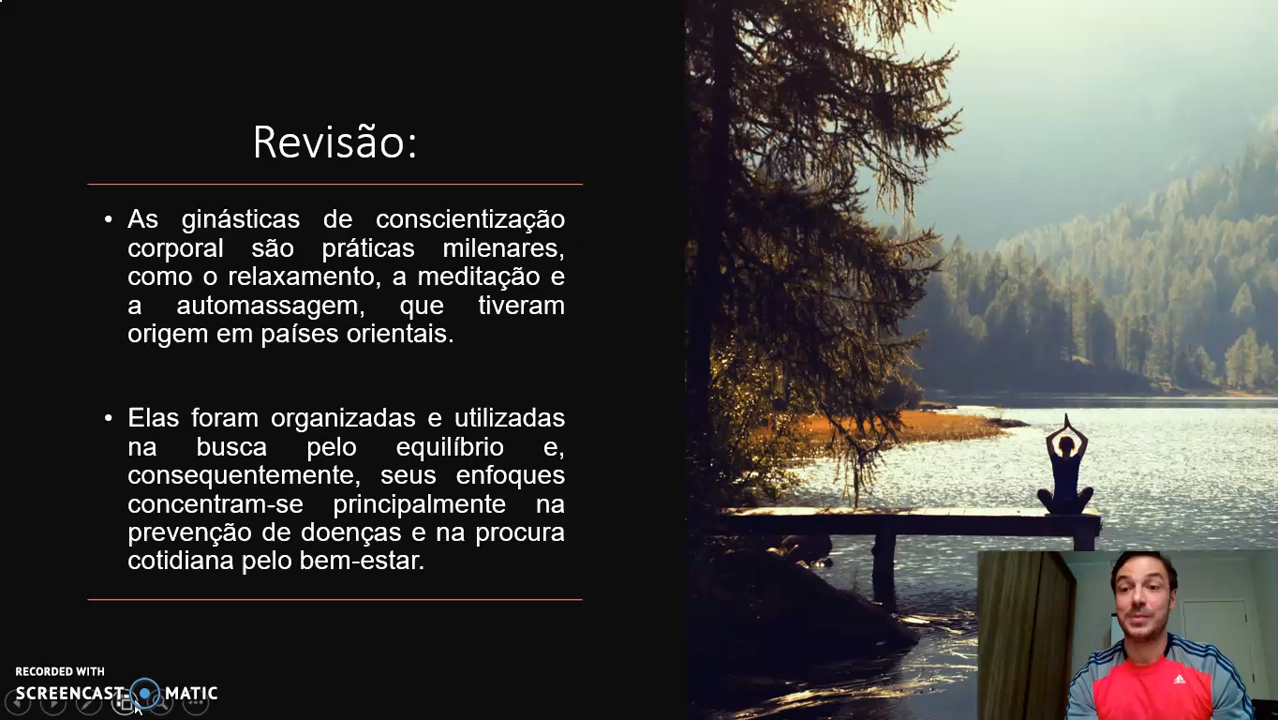 Revisão:
• As ginásticas de conscientização
corporal são práticas milenares,
como o relaxamento, a meditação e
a automassagem, que tiveram
origem em países orientais.
• Elas foram organizadas e utilizadas
na busca pelo equilíbrio e,
consequentemente, seus enfoques
concentram-se principalmente na
prevenção de doenças e na procura
cotidiana pelo bem-estar.
RECORDED WITH
SCREENCAST-O-MATIC